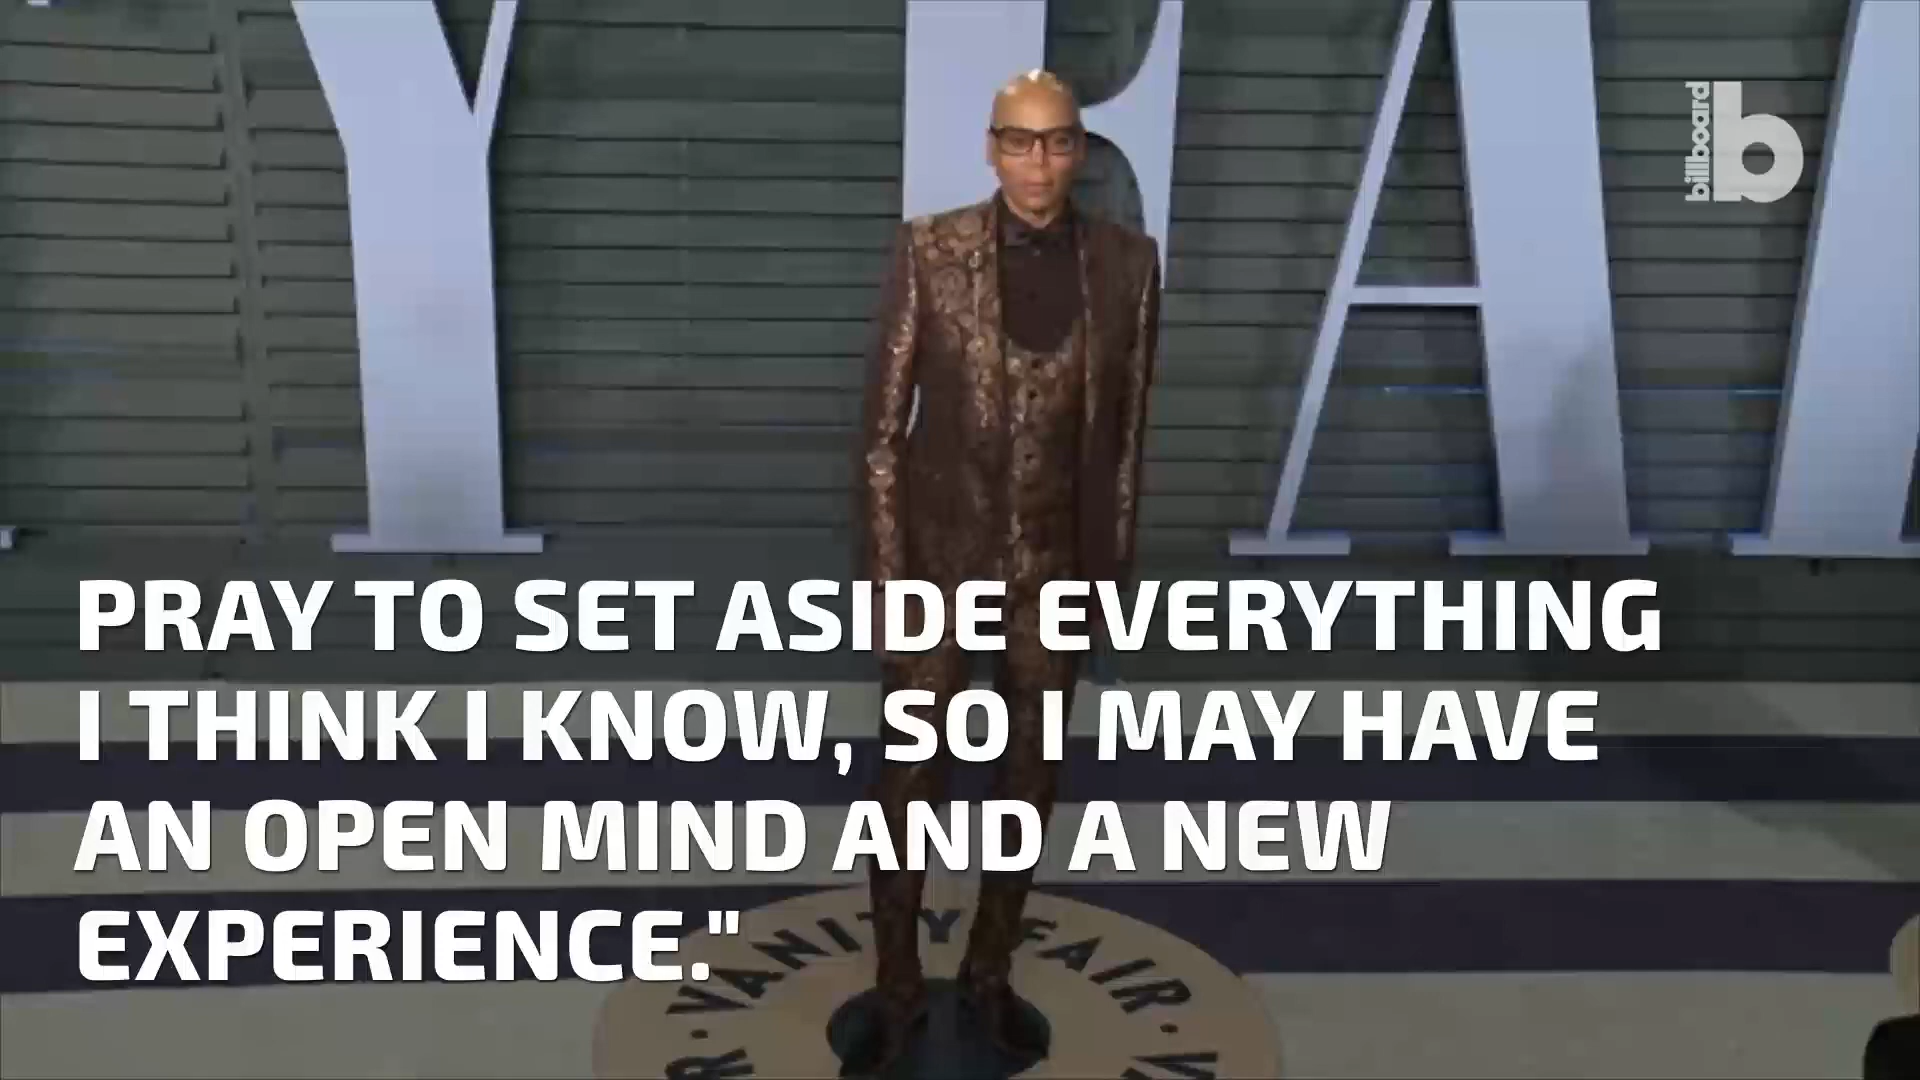 Y FAI
billboard b
PRAY TO SET ASIDE EVERYTHING
I THINK I KNOW, SO I MAY HAVE
AN OPEN MIND AND A NEW
EXPERIENCE."
R · VANITY FAIR · V